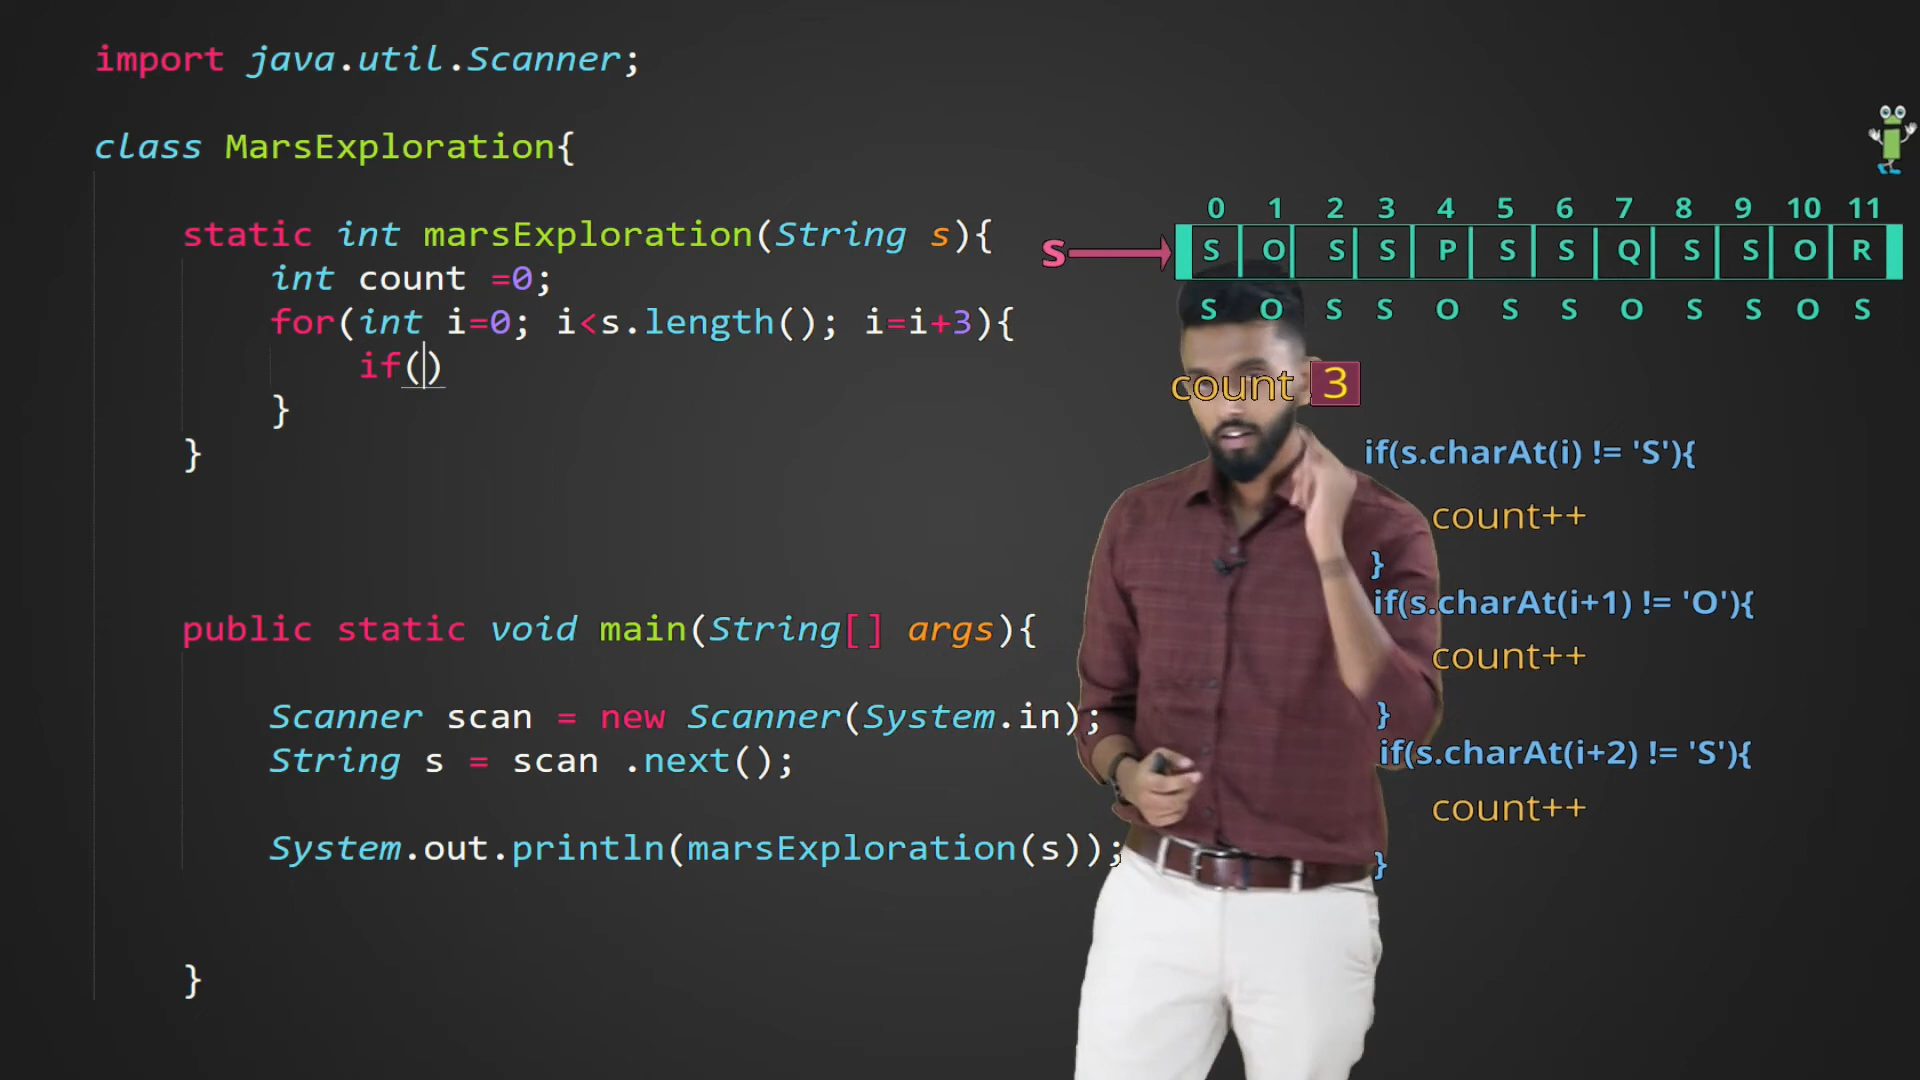 import java.util.Scanner;
class MarsExploration{
static int marsExploration(String s){
int count =0;
for(int i=0; i<s.length(); i=i+3){
if()
}
}
public static void main(String[] args){
Scanner scan = new Scanner(System.in);
String s = scan .next();
System.out.println(marsExploration(s));
}
0 1 2 3 4 5 6 7 8 9 10 11
S S O S S P S S Q S S O R
S O S S O S S O S S O S
count 3
if(s.charAt(i) != 'S'){
count++
}
if(s.charAt(i+1) != 'O'){
count++
}
if(s.charAt(i+2) != 'S'){
count++
}